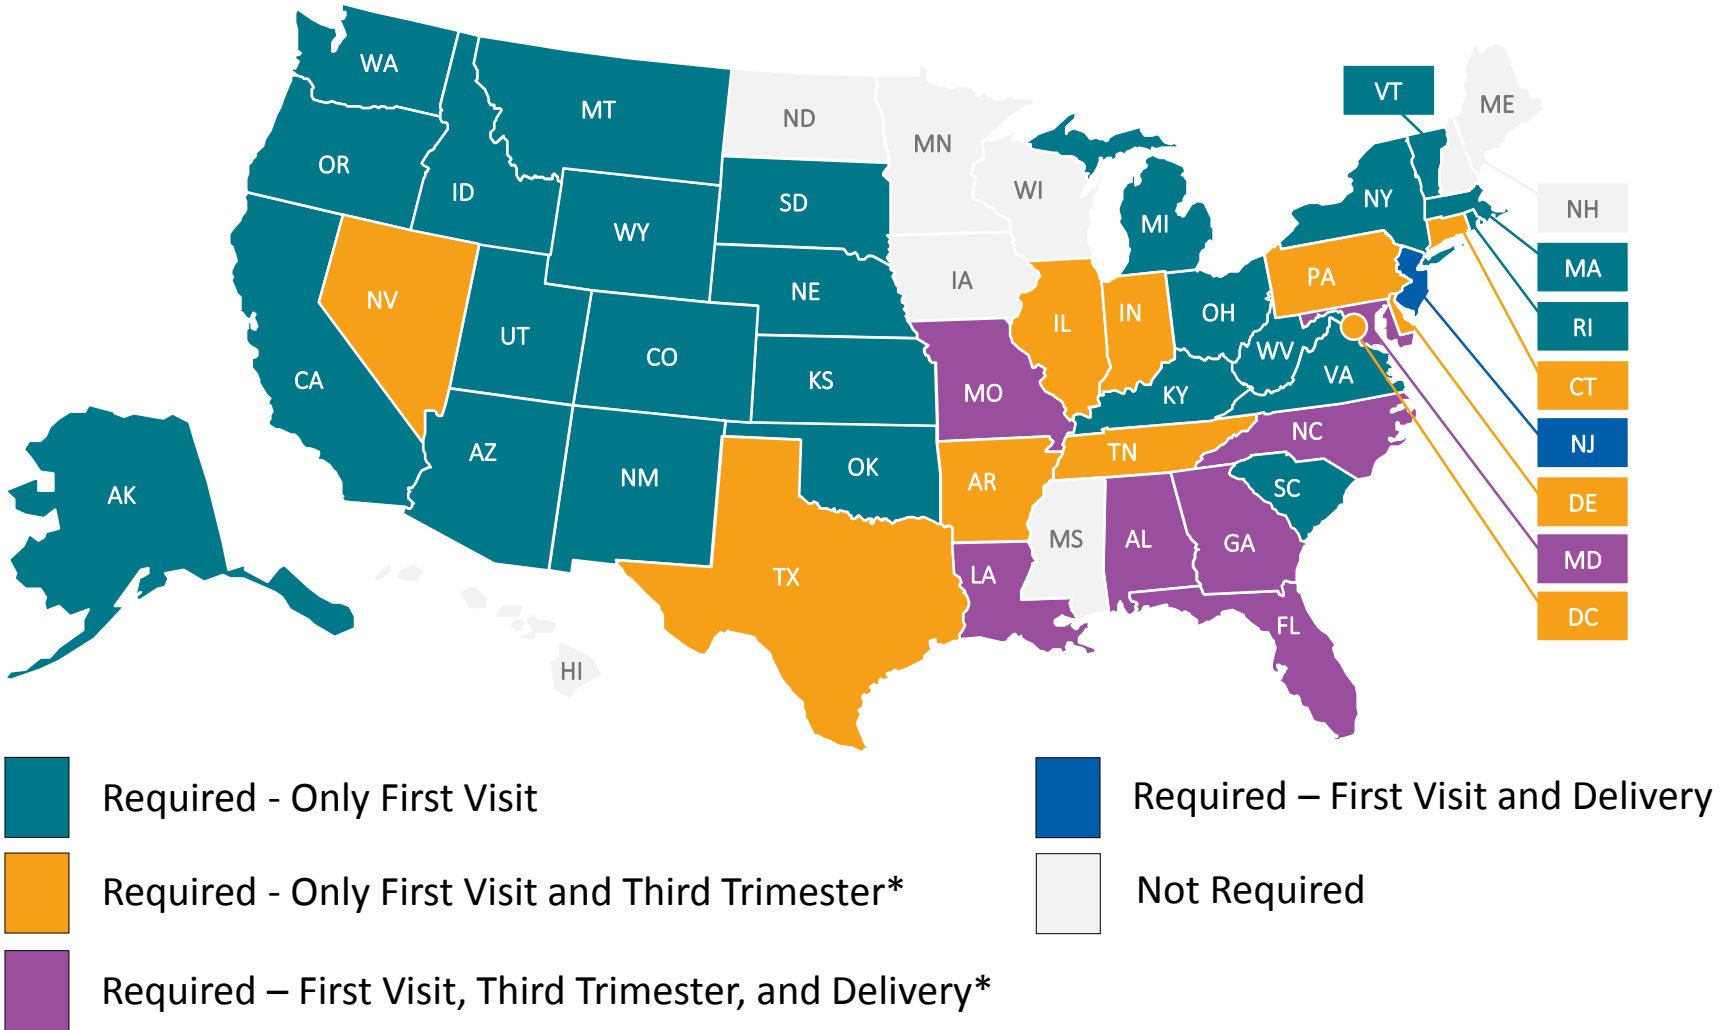 WA
MT
ND
MN
VT
ME
OR
ID
SD
WI
NY
NH
WY
MI
MA
NV
NE
IA
IL
IN
OH
PA
RI
UT
CO
CA
KS
MO
WV
VA
KY
CT
AZ
NM
OK
AR
TN
NC
NJ
AK
TX
LA
MS
AL
GA
SC
DE
MD
HI
FL
DC
Required - Only First Visit
Required - Only First Visit and Third Trimester*
Required – First Visit, Third Trimester, and Delivery*
Required – First Visit and Delivery
Not Required